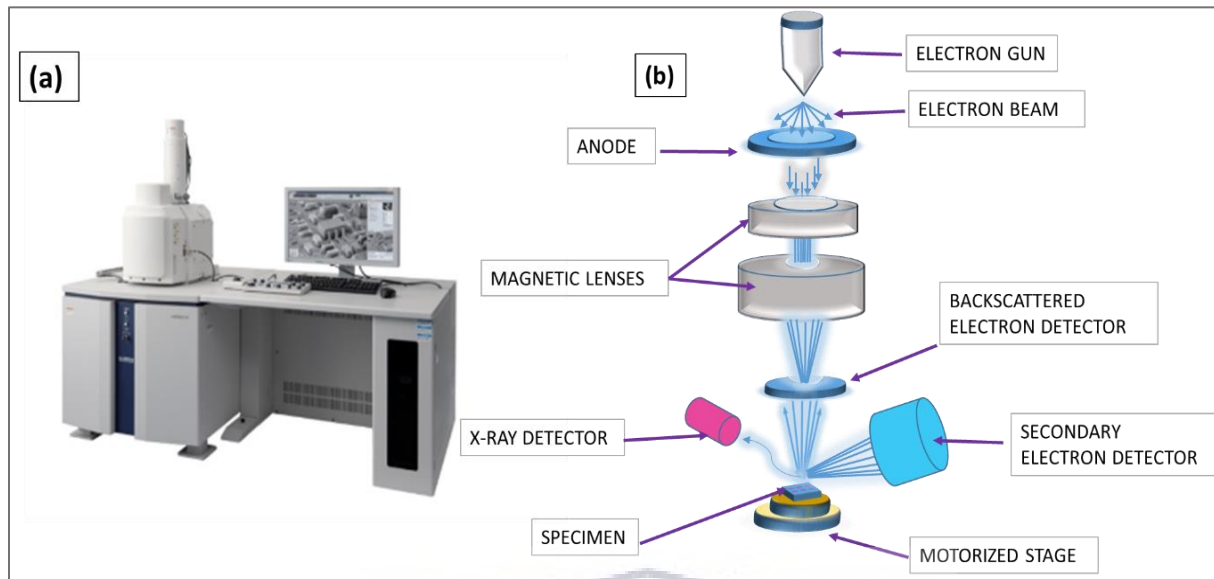 (a)
(b)
ELECTRON GUN
ELECTRON BEAM
ANODE
MAGNETIC LENSES
BACKSCATTERED
ELECTRON DETECTOR
X-RAY DETECTOR
SECONDARY
ELECTRON DETECTOR
SPECIMEN
MOTORIZED STAGE